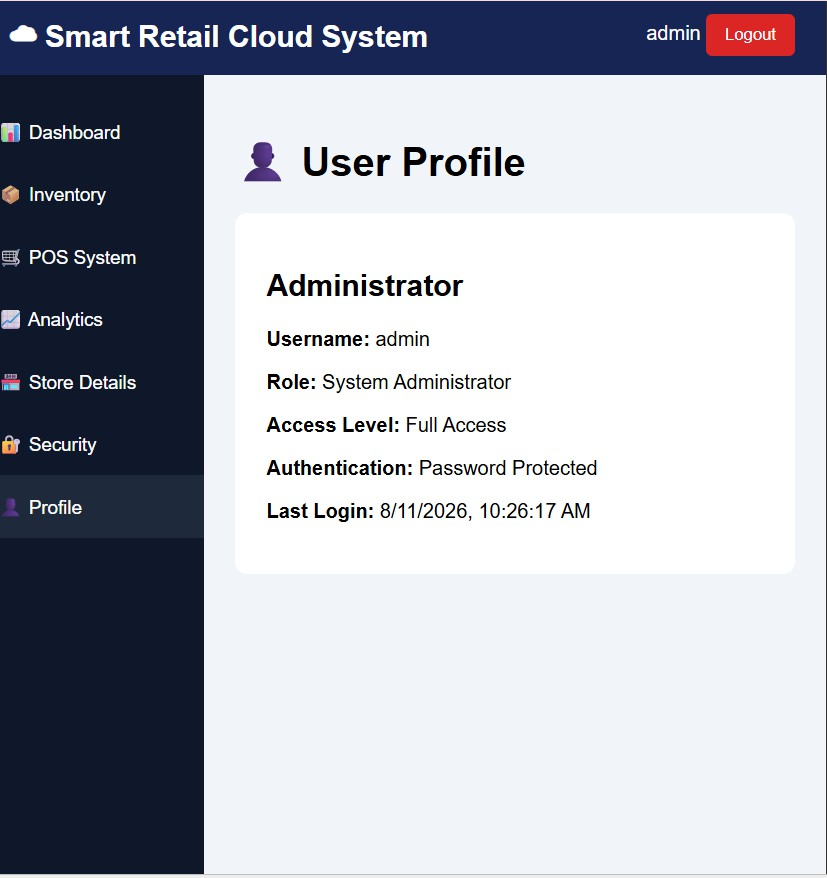 Smart Retail Cloud System
admin
Logout
Dashboard
Inventory
POS System
Analytics
Store Details
Security
Profile
User Profile
Administrator
Username: admin
Role: System Administrator
Access Level: Full Access
Authentication: Password Protected
Last Login: 8/11/2026, 10:26:17 AM